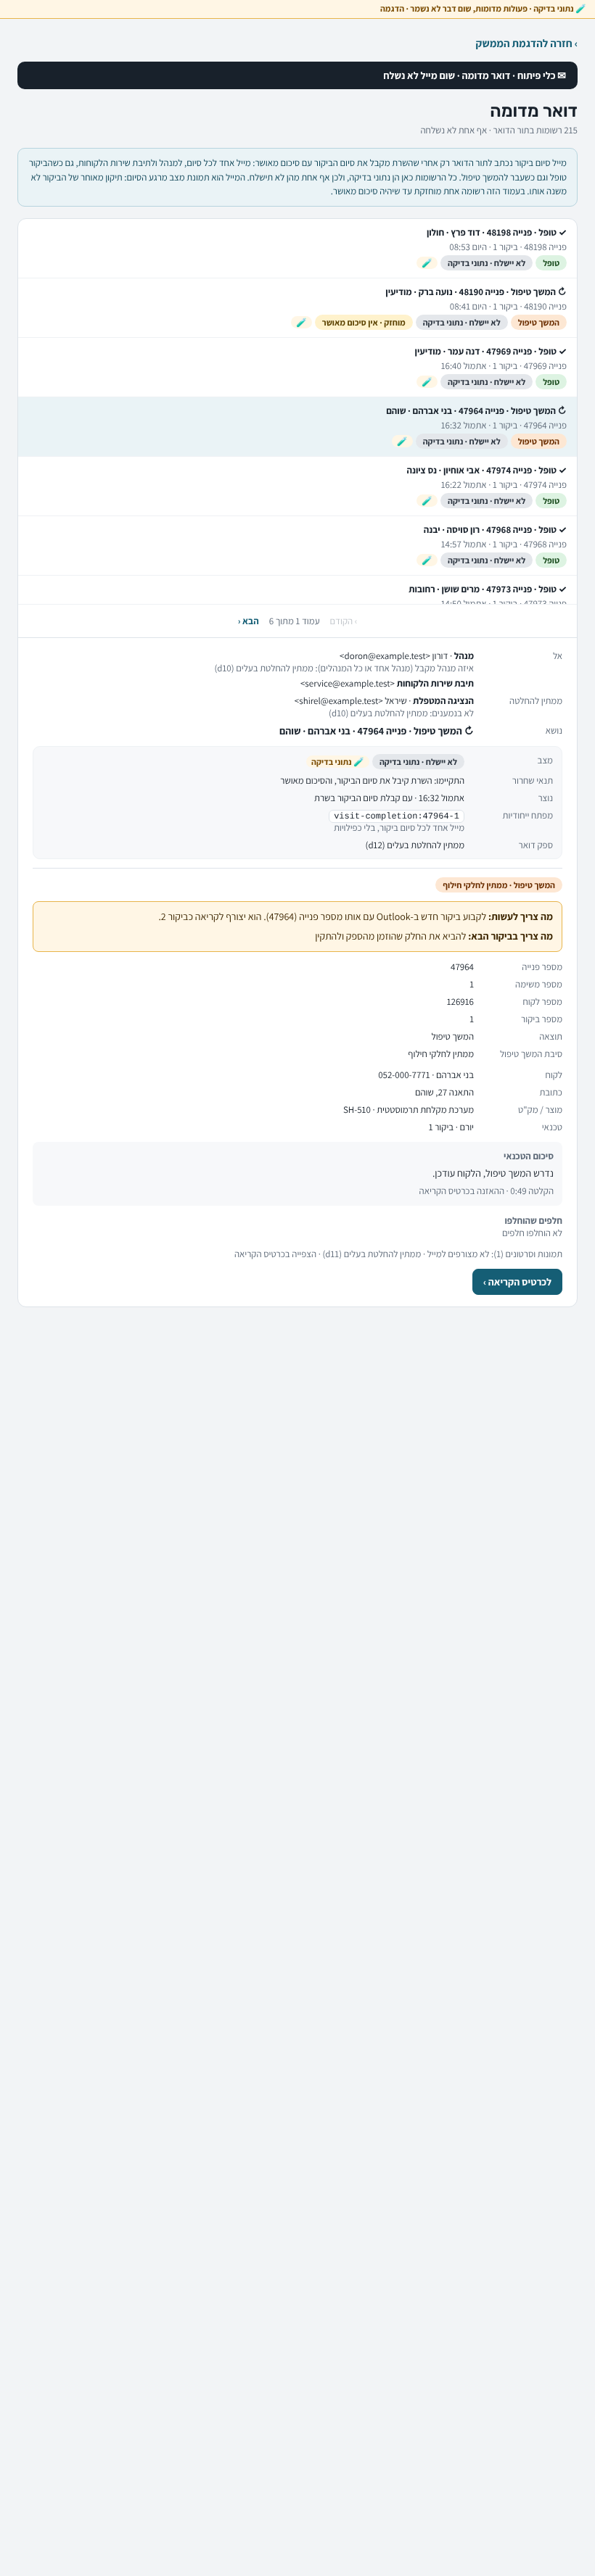 🧪 נתוני בדיקה · פעולות מדומות, שום דבר לא נשמר · הדגמה
› חזרה להדגמת הממשק
✉ כלי פיתוח · דואר מדומה · שום מייל לא נשלח
דואר מדומה
215 רשומות בתור הדואר · אף אחת לא נשלחה
מייל סיום ביקור נכתב לתור הדואר רק אחרי שהשרת מקבל את סיום הביקור עם סיכום מאושר: מייל אחד לכל סיום, למנהל ולתיבת שירות הלקוחות, גם כשהביקור
טופל וגם כשעבר להמשך טיפול. כל הרשומות כאן הן נתוני בדיקה, ולכן אף אחת מהן לא תישלח. המייל הוא תמונת מצב מרגע הסיום: תיקון מאוחר של הביקור לא
משנה אותו. בעמוד הזה רשומה אחת מוחזקת עד שיהיה סיכום מאושר.
✓ טופל · פנייה 48198 · דוד פרץ · חולון
פנייה 48198 · ביקור 1 · היום 08:53
טופל לא יישלח · נתוני בדיקה 🧪
↻ המשך טיפול · פנייה 48190 · נועה ברק · מודיעין
פנייה 48190 · ביקור 1 · היום 08:41
המשך טיפול לא יישלח · נתוני בדיקה מוחזק · אין סיכום מאושר 🧪
✓ טופל · פנייה 47969 · דנה עמר · מודיעין
פנייה 47969 · ביקור 1 · אתמול 16:40
טופל לא יישלח · נתוני בדיקה 🧪
↻ המשך טיפול · פנייה 47964 · בני אברהם · שוהם
פנייה 47964 · ביקור 1 · אתמול 16:32
המשך טיפול לא יישלח · נתוני בדיקה 🧪
✓ טופל · פנייה 47974 · אבי אוחיון · נס ציונה
פנייה 47974 · ביקור 1 · אתמול 16:22
טופל לא יישלח · נתוני בדיקה 🧪
✓ טופל · פנייה 47968 · רון סויסה · יבנה
פנייה 47968 · ביקור 1 · אתמול 14:57
טופל לא יישלח · נתוני בדיקה 🧪
✓ טופל · פנייה 47973 · מרים ששון · רחובות
פנייה 47973 · ביקור 1 · אתמול 14:50
› הקודם עמוד 1 מתוך 6 הבא ‹
אל
מנהל · דורון <doron@example.test>
איזה מנהל מקבל (מנהל אחד או כל המנהלים): ממתין להחלטת בעלים (d10)
תיבת שירות הלקוחות <service@example.test>
ממתין להחלטה
הנציגה המטפלת · שיראל <shirel@example.test>
לא בנמענים: ממתין להחלטת בעלים (d10)
נושא ↻ המשך טיפול · פנייה 47964 · בני אברהם · שוהם
מצב לא יישלח · נתוני בדיקה 🧪 נתוני בדיקה
תנאי שחרור התקיימו: השרת קיבל את סיום הביקור, והסיכום מאושר
נוצר אתמול 16:32 · עם קבלת סיום הביקור בשרת
מפתח ייחודיות visit-completion:47964-1
מייל אחד לכל סיום ביקור, בלי כפילויות
ספק דואר ממתין להחלטת בעלים (d12)
המשך טיפול · ממתין לחלקי חילוף
מה צריך לעשות: לקבוע ביקור חדש ב-Outlook עם אותו מספר פנייה (47964). הוא יצורף לקריאה כביקור 2.
מה צריך בביקור הבא: להביא את החלק שהוזמן מהספק ולהתקין
מספר פנייה 47964
מספר משימה 1
מספר לקוח 126916
מספר ביקור 1
תוצאה המשך טיפול
סיבת המשך טיפול ממתין לחלקי חילוף
לקוח בני אברהם · 052-000-7771
כתובת התאנה 27, שוהם
מוצר / מק״ט מערכת מקלחת תרמוסטטית · SH-510
טכנאי יורם · ביקור 1
סיכום הטכנאי
נדרש המשך טיפול, הלקוח עודכן.
הקלטה 0:49 · ההאזנה בכרטיס הקריאה
חלפים שהוחלפו
לא הוחלפו חלפים
תמונות וסרטונים (1): לא מצורפים למייל · ממתין להחלטת בעלים (d11) · הצפייה בכרטיס הקריאה
לכרטיס הקריאה ‹